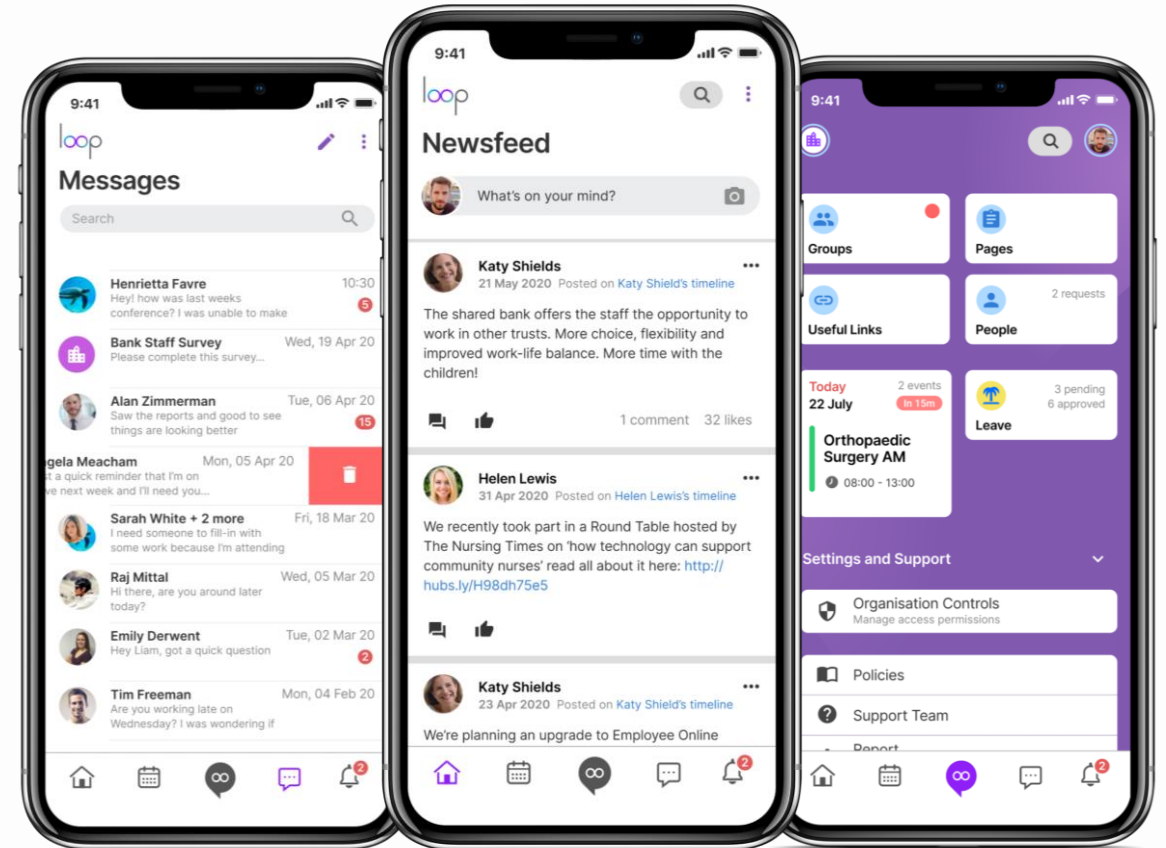 9:41
loop
Messages
Search
Henrietta Favre 10:30
Hey! how was last weeks
conference? I was unable to make
5
Bank Staff Survey Wed, 19 Apr 20
Please complete this survey...
Alan Zimmerman Tue, 06 Apr 20
Saw the reports and good to see
things are looking better
15
gela Meacham Mon, 05 Apr 20
t a quick reminder that I'm on
ve next week and I'll need you...
Sarah White + 2 more Fri, 18 Mar 20
I need someone to fill-in with
some work because I'm attending
Raj Mittal Wed, 05 Mar 20
Hi there, are you around later
today?
Emily Derwent Tue, 02 Mar 20
Hey Liam, got a quick question
2
Tim Freeman Mon, 04 Feb 20
Are you working late on
Wednesday? I was wondering if
2
9:41
loop
Newsfeed
What's on your mind?
Katy Shields
21 May 2020 Posted on Katy Shield's timeline
The shared bank offers the staff the opportunity to
work in other trusts. More choice, flexibility and
improved work-life balance. More time with the
children!
1 comment 32 likes
Helen Lewis
31 Apr 2020 Posted on Helen Lewis's timeline
We recently took part in a Round Table hosted by
The Nursing Times on 'how technology can support
community nurses' read all about it here: http://
hubs.ly/H98dh75e5
Katy Shields
23 Apr 2020 Posted on Katy Shield's timeline
We're planning an upgrade to Employee Online
2
9:41
Groups
Pages
Useful Links
2 requests
People
Today 2 events
22 July In 15m
Orthopaedic
Surgery AM
08:00 - 13:00
3 pending
6 approved
Leave
Settings and Support
Organisation Controls
Manage access permissions
Policies
Support Team
Report
2